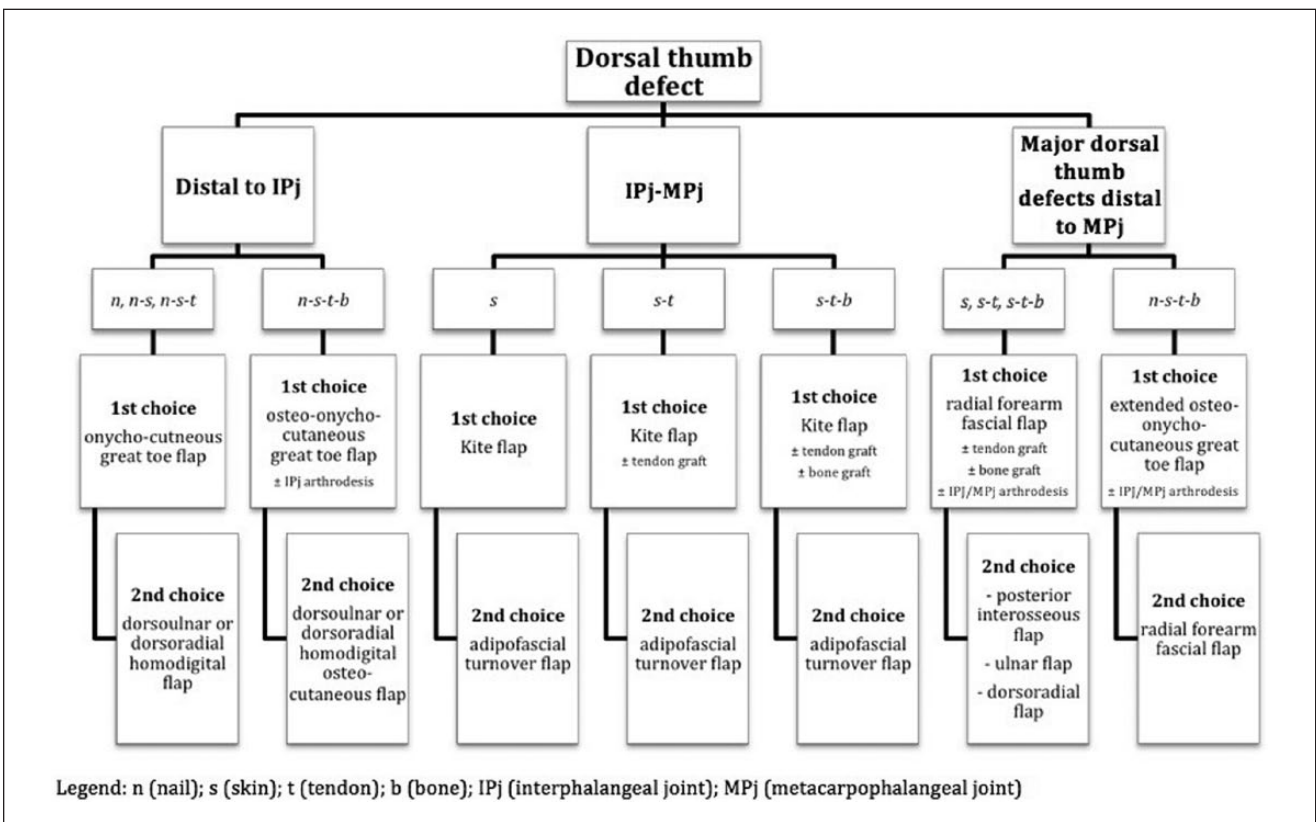 Dorsal thumb
defect
Distal to IPj
IPj-MPj
Major dorsal
thumb
defects distal
to MPj
n, n-s, n-s-t
n-s-t-b
s
s-t
s-t-b
s, s-t, s-t-b
n-s-t-b
1st choice
onycho-cutneous
great toe flap
1st choice
osteo-onycho-
cutaneous
great toe flap
± IPj arthrodesis
1st choice
Kite flap
1st choice
Kite flap
± tendon graft
1st choice
Kite flap
± tendon graft
± bone graft
1st choice
radial forearm
fascial flap
± tendon graft
± bone graft
± IPJ/MPj arthrodesis
1st choice
extended osteo-
onycho-
cutaneous great
toe flap
± IPJ/MPj arthrodesis
2nd choice
dorsoulnar or
dorsoradial
homodigital
flap
2nd choice
dorsoulnar or
dorsoradial
homodigital
osteo-
cutaneous flap
2nd choice
adipofascial
turnover flap
2nd choice
adipofascial
turnover flap
2nd choice
adipofascial
turnover flap
2nd choice
- posterior
interosseous
flap
- ulnar flap
- dorsoradial
flap
2nd choice
radial forearm
fascial flap
Legend: n (nail); s (skin); t (tendon); b (bone); IPj (interphalangeal joint); MPj (metacarpophalangeal joint)